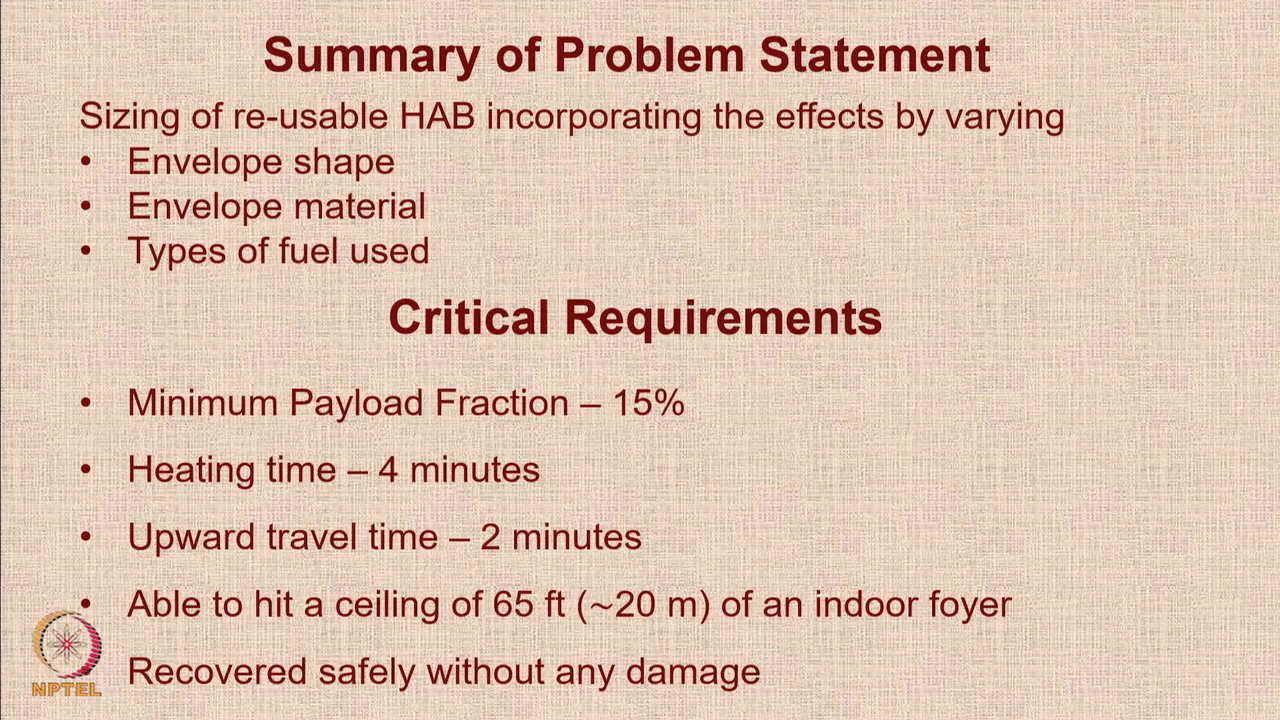 Summary of Problem Statement
Sizing of re-usable HAB incorporating the effects by varying
• Envelope shape
• Envelope material
• Types of fuel used
Critical Requirements
• Minimum Payload Fraction – 15%
• Heating time – 4 minutes
• Upward travel time – 2 minutes
• Able to hit a ceiling of 65 ft (~20 m) of an indoor foyer
Recovered safely without any damage
NPTEL